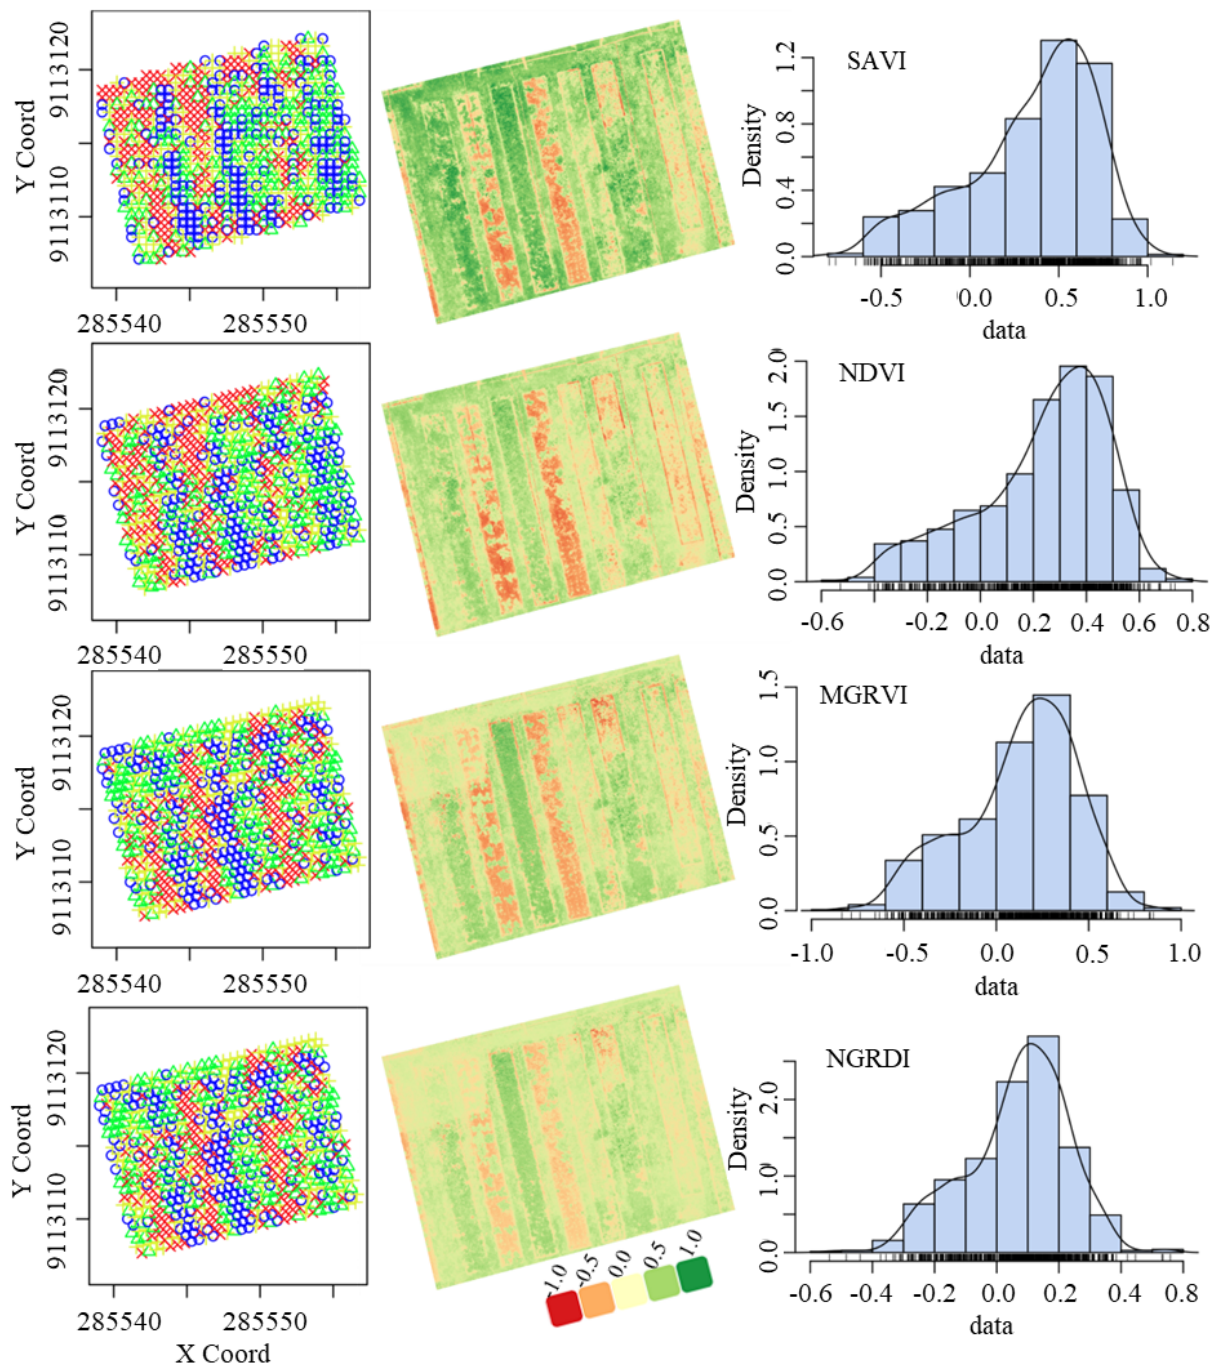 Y Coord
9113110 9113120
285540 285550
SAVI
Density
0.0 0.4 0.8 1.2
-0.5 0.0 0.5 1.0
data
Y Coord
9113110 9113120
285540 285550
NDVI
Density
0.0 0.5 1.0 1.5 2.0
-0.6 -0.2 0.0 0.2 0.4 0.6 0.8
data
Y Coord
9113110 9113120
285540 285550
MGRVI
Density
0.0 0.5 1.0 1.5
-1.0 -0.5 0.0 0.5 1.0
data
Y Coord
9113110 9113120
285540 285550
X Coord
-1.0 -0.5 0.0 0.5 1.0
NGRDI
Density
0.0 1.0 2.0
-0.6 -0.2 0.0 0.2 0.4 0.8
data